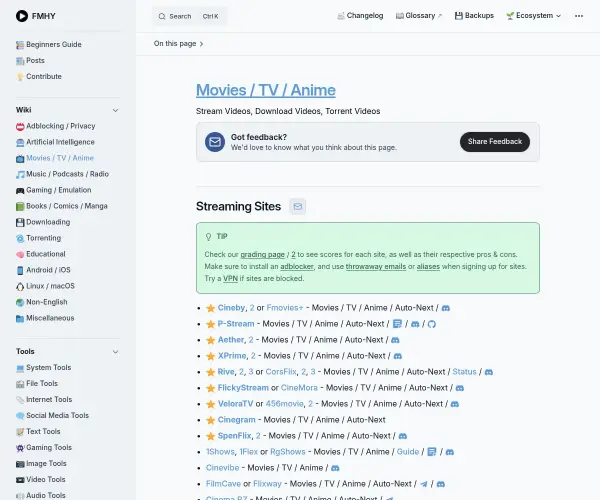 FMHY
Search Ctrl K
Changelog
Glossary
Backups
Ecosystem
On this page
Beginners Guide
Posts
Contribute
Wiki
Adblocking / Privacy
Artificial Intelligence
Movies / TV / Anime
Music / Podcasts / Radio
Gaming / Emulation
Books / Comics / Manga
Downloading
Torrenting
Educational
Android / iOS
Linux / macOS
Non-English
Miscellaneous
Tools
System Tools
File Tools
Internet Tools
Social Media Tools
Text Tools
Gaming Tools
Image Tools
Video Tools
Audio Tools
Movies / TV / Anime
Stream Videos, Download Videos, Torrent Videos
Got feedback?
We'd love to know what you think about this page.
Share Feedback
Streaming Sites
TIP
Check our grading page / 2 to see scores for each site, as well as their respective pros & cons.
Make sure to install an adblocker, and use throwaway emails or aliases when signing up for sites.
Try a VPN if sites are blocked.
Cineby, 2 or Fmovies+ - Movies / TV / Anime / Auto-Next /
P-Stream - Movies / TV / Anime / Auto-Next / / /
Aether, 2 - Movies / TV / Anime / Auto-Next /
XPrime, 2 - Movies / TV / Anime / Auto-Next /
Rive, 2, 3 or CorsFlix, 2, 3 - Movies / TV / Anime / Auto-Next / Status /
FlickyStream or CineMora - Movies / TV / Anime / Auto-Next /
VeloraTV or 456movie, 2 - Movies / TV / Anime / Auto-Next /
Cinegram - Movies / TV / Anime / Auto-Next
SpenFlix, 2 - Movies / TV / Anime / Auto-Next /
1Shows, 1Flex or RgShows - Movies / TV / Anime / Guide / /
Cinevibe - Movies / TV / Anime /
FilmCave or Flixway - Movies / TV / Anime / Auto-Next / /